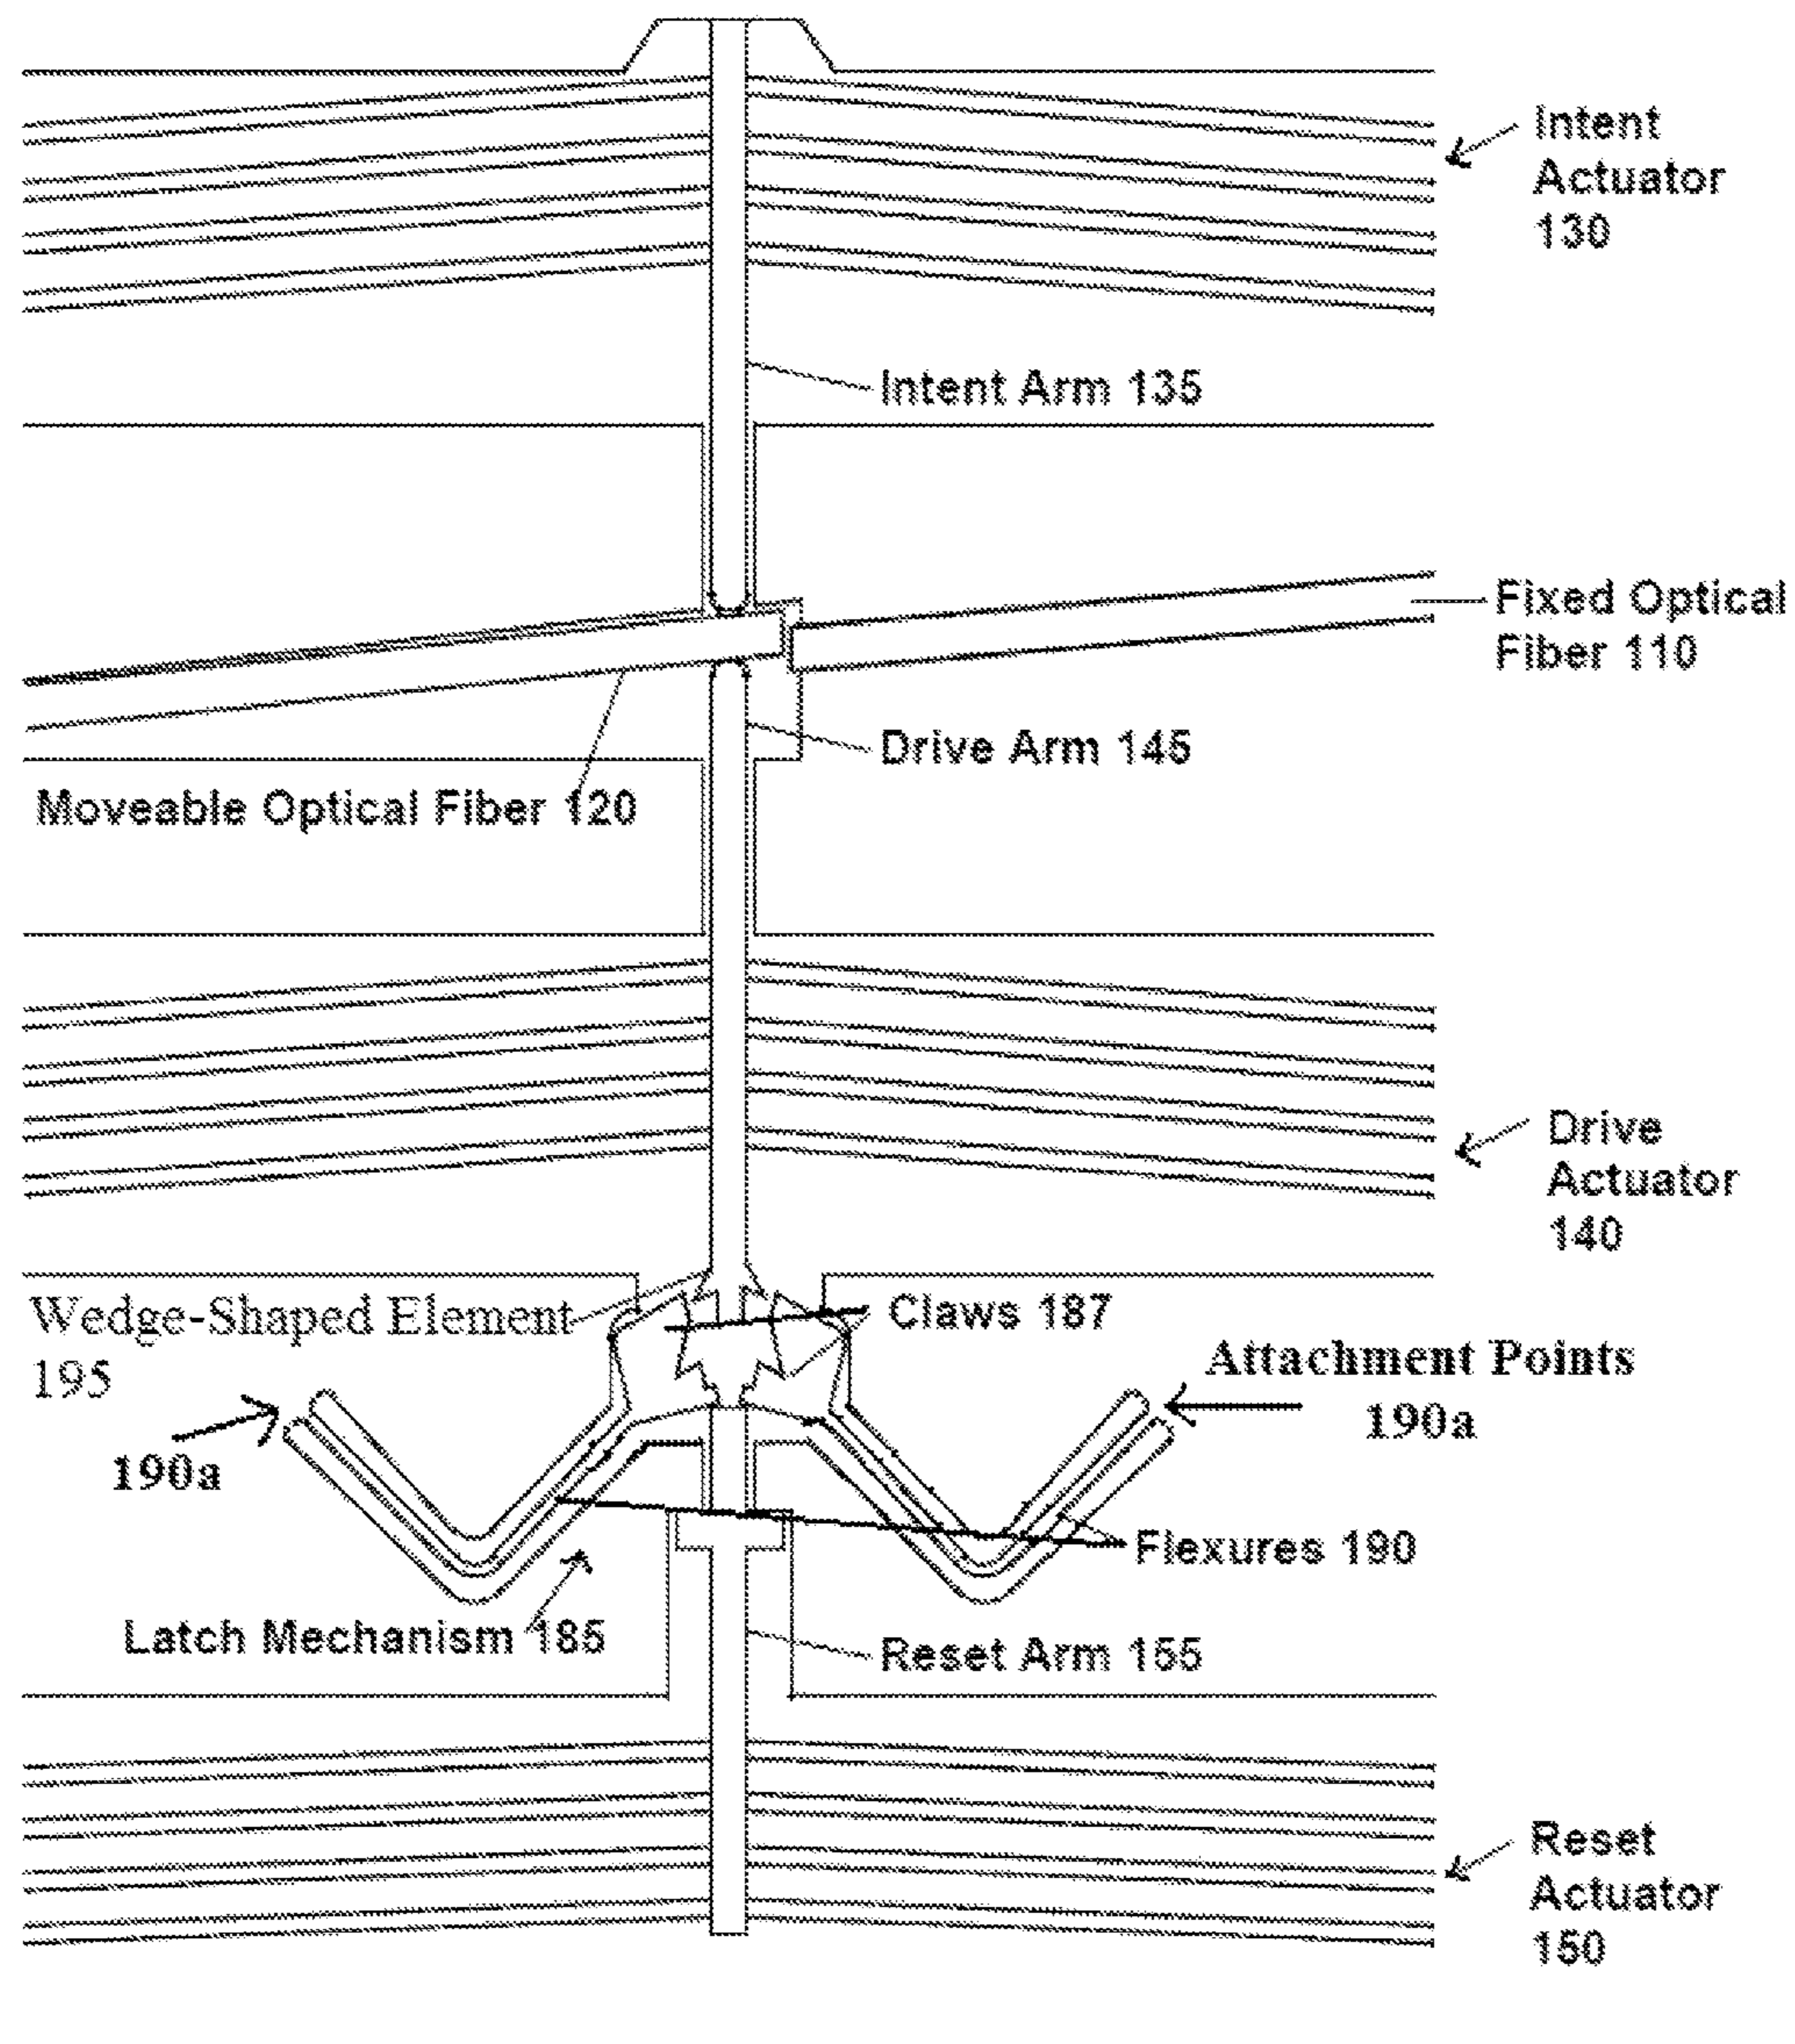 Intent
Actuator
130
Intent Arm 135
Fixed Optical
Fiber 110
Drive Arm 145
Moveable Optical Fiber 120
Drive
Actuator
140
Wedge-Shaped Element
195
Claws 187
Attachment Points
190a
190a
Flexures 190
Latch Mechanism 185
Reset Arm 155
Reset
Actuator
150